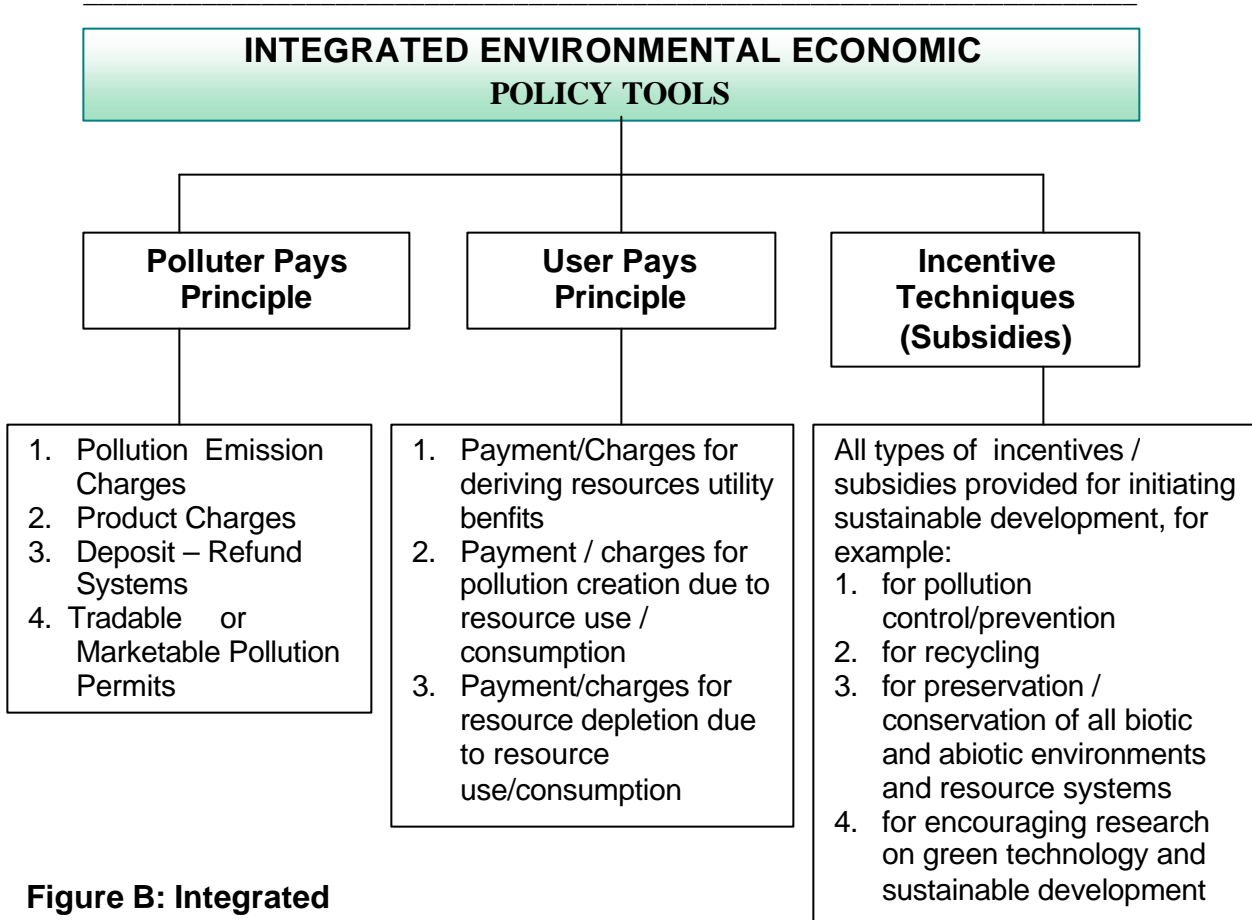 INTEGRATED ENVIRONMENTAL ECONOMIC
POLICY TOOLS
Polluter Pays
Principle
User Pays
Principle
Incentive
Techniques
(Subsidies)
1. Pollution Emission
Charges
2. Product Charges
3. Deposit – Refund
Systems
4. Tradable or
Marketable Pollution
Permits
1. Payment/Charges for
deriving resources utility
benfits
2. Payment / charges for
pollution creation due to
resource use /
consumption
3. Payment/charges for
resource depletion due
to resource
use/consumption
All types of incentives /
subsidies provided for initiating
sustainable development, for
example:
1. for pollution
control/prevention
2. for recycling
3. for preservation /
conservation of all biotic
and abiotic environments
and resource systems
4. for encouraging research
on green technology and
sustainable development
Figure B: Integrated